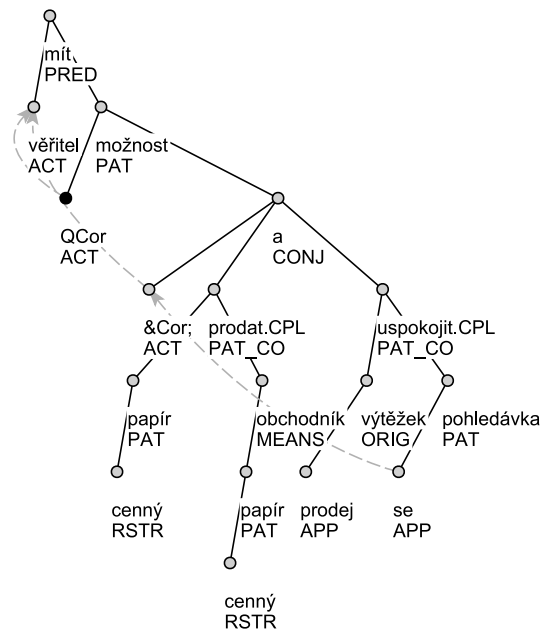 mít
PRED
věřitel
ACT
možnost
PAT
QCor
ACT
a
CONJ
&Cor;
ACT
prodat.CPL
PAT_CO
uspokojit.CPL
PAT_CO
papír
PAT
obchodník
MEANS
výtěžek
ORIG
pohledávka
PAT
cenný
RSTR
papír
PAT
prodej
APP
se
APP
cenný
RSTR